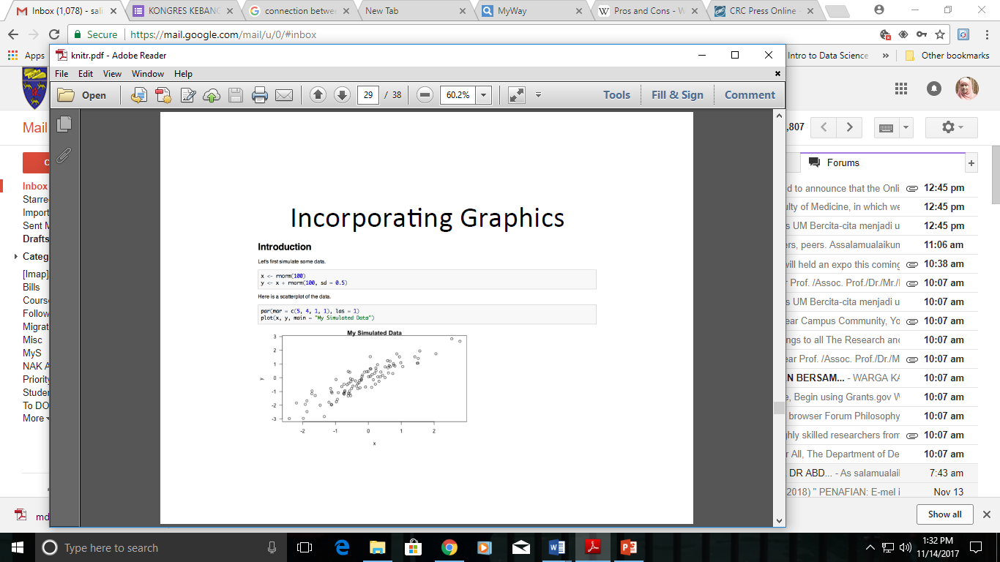 Inbox (1,078) - sali
KONGRES KEBANG
connection betwee
New Tab
MyWay
Pros and Cons - W
CRC Press Online -
Secure
https://mail.google.com/mail/u/0/#inbox
Apps
Intro to Data Science
»
Other bookmarks
knitr.pdf - Adobe Reader
File Edit View Window Help
Open
29 / 38
60.2%
Tools
Fill & Sign
Comment
Incorporating Graphics
Introduction
Let's first simulate some data.
x <- rnorm(100)
y <- x + rnorm(100, sd = 0.5)
Here is a scatterplot of the data.
par(mar = c(5, 4, 1, 1), las = 1)
plot(x, y, main = "My Simulated Data")
My Simulated Data
3
2
1
0
-1
-2
-3
y
-2 -1 0 1 2
x
Mail
C
Inbox
Starre
Import
Sent M
Drafts
Categ
[Imap]
Bills
Cours
Follow
Migrat
Misc
MyS
NAK A
Priority
Studer
To DO
More
,807
Forums
+
d to announce that the Onli 12:45 pm
ulty of Medicine, in which we 12:45 pm
s UM Bercita-cita menjadi u 12:45 pm
ers, peers. Assalamualaikun 11:06 am
will held an expo this coming 10:38 am
r Prof. /Assoc. Prof./Dr./Mr./ 10:07 am
s UM Bercita-cita menjadi u 10:07 am
ear Campus Community, Yo 10:07 am
ngs to all The Research and 10:07 am
ear Prof. /Assoc. Prof./Dr./M 10:07 am
N BERSAM... - WARGA KA 10:07 am
e, Begin using Grants.gov W 10:07 am
browser Forum Philosophy 10:07 am
ghly skilled researchers from 10:07 am
r All, The Department of De 10:07 am
DR ABD... - As salamualail 7:43 am
2018) " PENAFIAN: E-mel i Nov 13
md
Show all
Type here to search
1:32 PM
11/14/2017